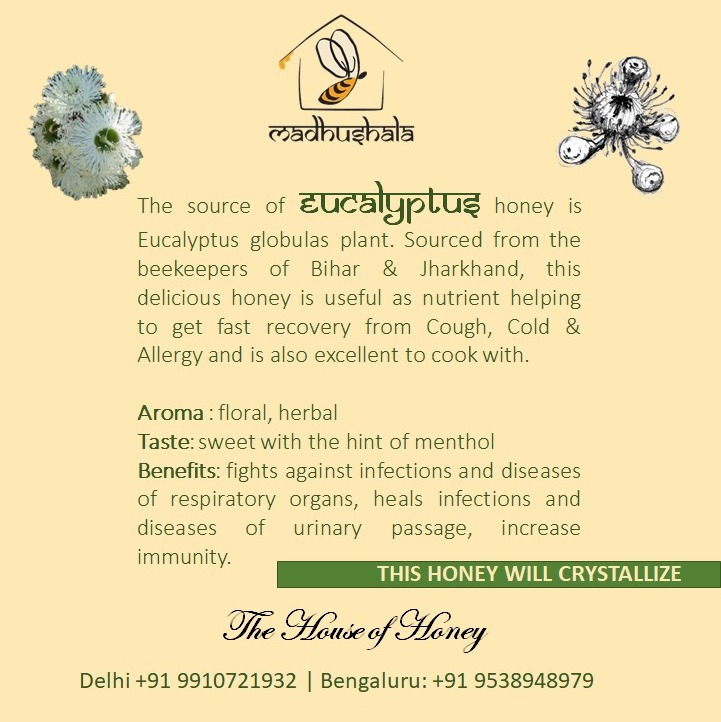 madhushala
The source of eucalyptus honey is
Eucalyptus globulas plant. Sourced from the
beekeepers of Bihar & Jharkhand, this
delicious honey is useful as nutrient helping
to get fast recovery from Cough, Cold &
Allergy and is also excellent to cook with.
Aroma : floral, herbal
Taste: sweet with the hint of menthol
Benefits: fights against infections and diseases
of respiratory organs, heals infections and
diseases of urinary passage, increase
immunity.
THIS HONEY WILL CRYSTALLIZE
The House of Honey
Delhi +91 9910721932 | Bengaluru: +91 9538948979